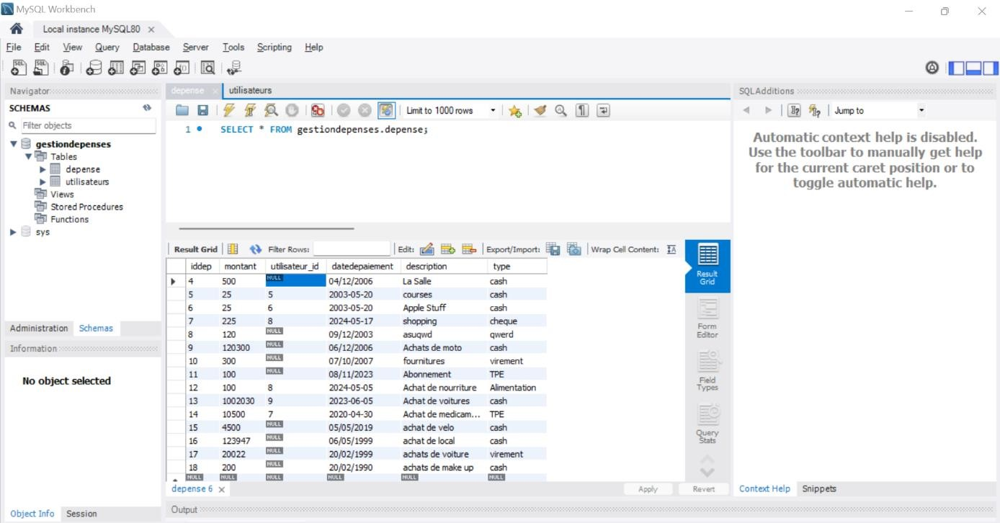 MySQL Workbench
Local instance MySQL80
File Edit View Query Database Server Tools Scripting Help
Navigator
SCHEMAS
Filter objects
gestiondepenses
Tables
depense
utilisateurs
Views
Stored Procedures
Functions
sys
Administration Schemas
Information
No object selected
Object Info Session
depense utilisateurs
Limit to 1000 rows
1 SELECT * FROM gestiondepenses.depense;
Result Grid Filter Rows: Edit: Export/Import: Wrap Cell Content:
iddep montant utilisateur_id datedepaiement description type
4 500 NULL 04/12/2006 La Salle cash
5 25 5 2003-05-20 courses cash
6 25 6 2003-05-20 Apple Stuff cash
7 225 8 2024-05-17 shopping cheque
8 120 NULL 09/12/2003 asuqwd qwerd
9 120300 NULL 06/12/2006 Achats de moto cash
10 300 NULL 07/10/2007 fournitures virement
11 100 NULL 08/11/2023 Abonnement TPE
12 100 8 2024-05-05 Achat de nourriture Alimentation
13 1002030 9 2023-06-05 Achat de voitures cash
14 10500 7 2020-04-30 Achat de medicam... TPE
15 4500 NULL 05/05/2019 achat de velo cash
16 123947 NULL 06/05/1999 achat de local cash
17 20022 NULL 20/02/1999 achats de voiture virement
18 200 NULL 20/02/1990 achats de make up cash
NULL NULL NULL NULL NULL NULL
Result
Grid
Form
Editor
Field
Types
Query
Stats
depense 6 Apply Revert
Output
SQLAdditions
Jump to
Automatic context help is disabled.
Use the toolbar to manually get help
for the current caret position or to
toggle automatic help.
Context Help Snippets